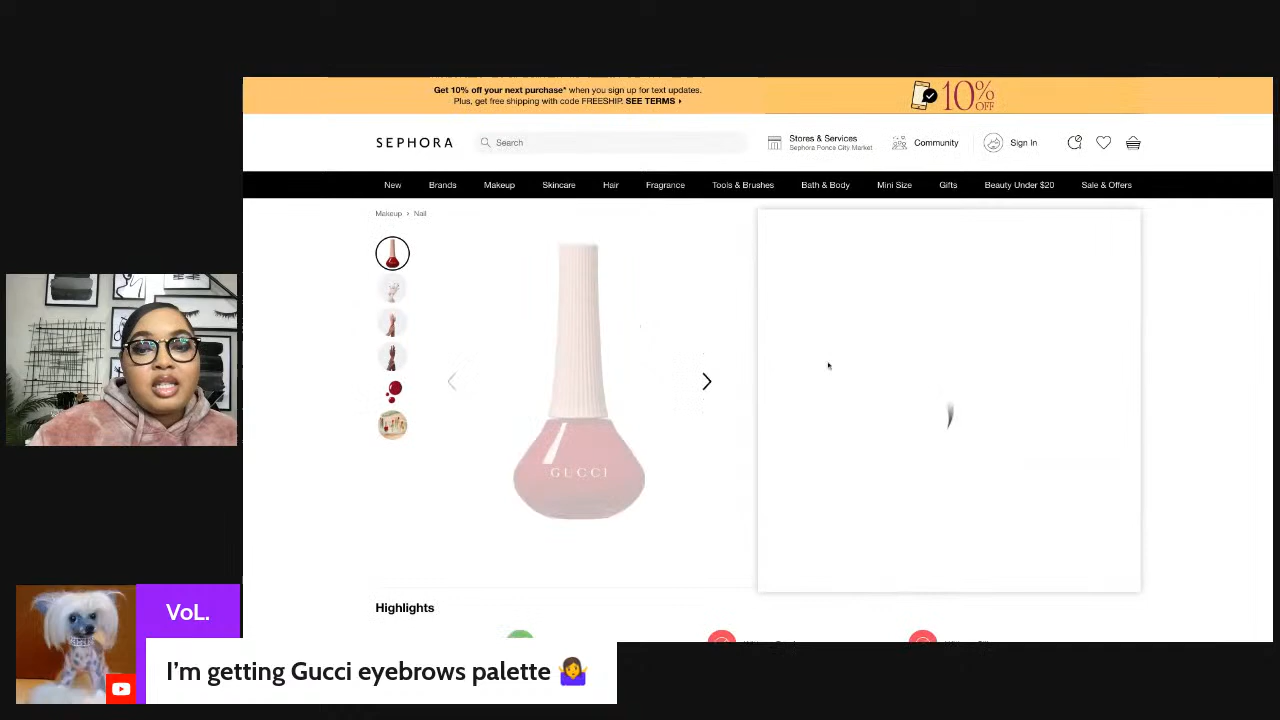 Get 10% off your next purchase* when you sign up for text updates.
Plus, get free shipping with code FREESHIP. SEE TERMS ▸
10%
OFF
SEPHORA
Search
Stores & Services
Sephora Ponce City Market
Community
Sign In
New Brands Makeup Skincare Hair Fragrance Tools & Brushes Bath & Body Mini Size Gifts Beauty Under $20 Sale & Offers
Makeup > Nail
GUCCI
Highlights
VoL.
I’m getting Gucci eyebrows palette 🤷‍♀️